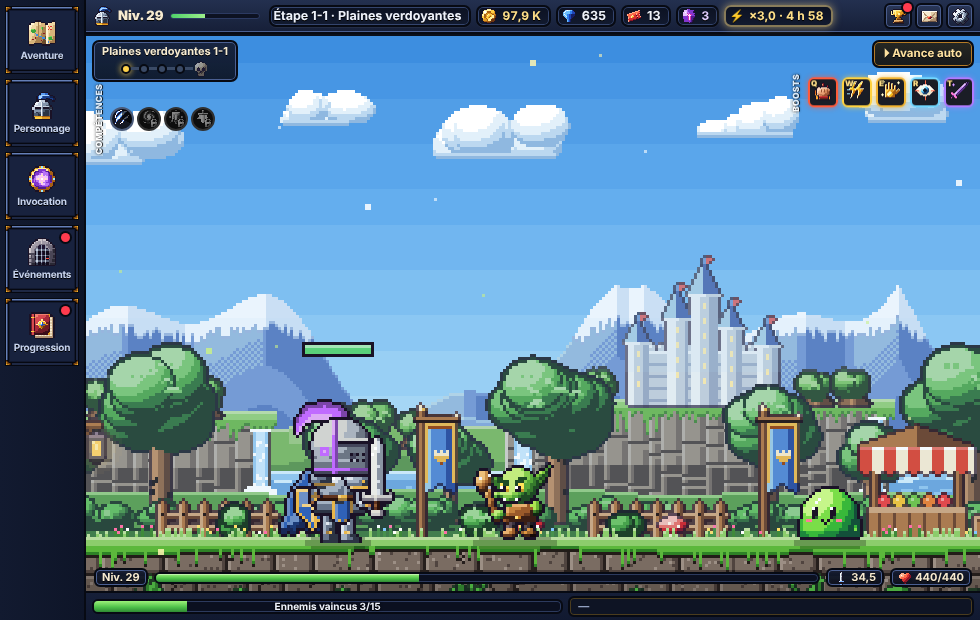 Niv. 29
Étape 1-1 · Plaines verdoyantes
97,9 K
635
13
3
×3,0 · 4 h 58
Aventure
Personnage
Invocation
Événements
Progression
Plaines verdoyantes 1-1
Avance auto
COMPÉTENCES
BOOSTS
Q
W
E
R
T
Niv. 29
34,5
440/440
Ennemis vaincus 3/15
—